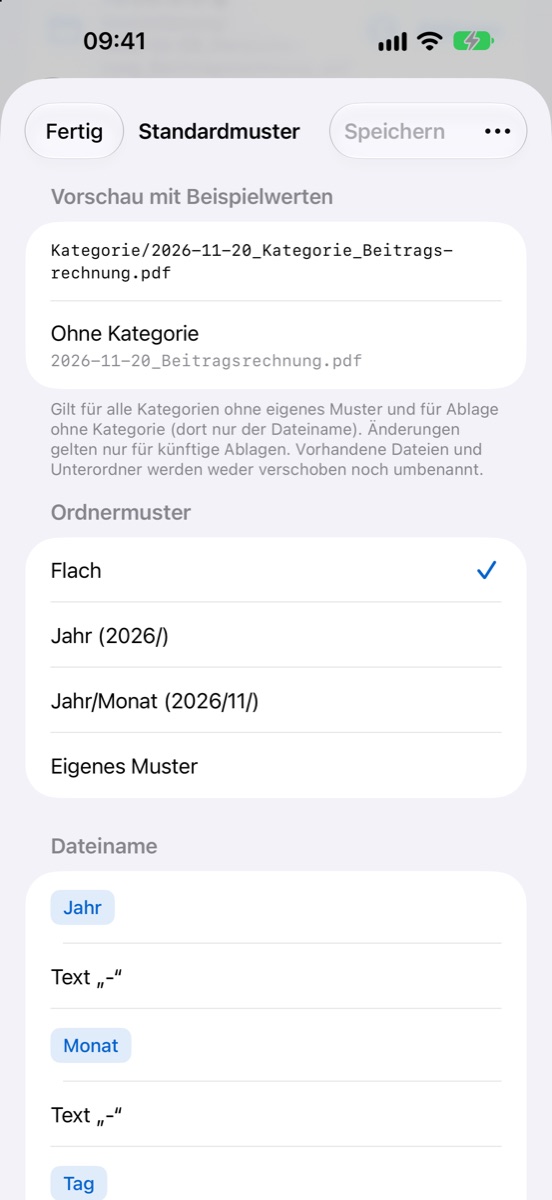 09:41
Fertig
Standardmuster
Speichern
Vorschau mit Beispielwerten
Kategorie/2026-11-20_Kategorie_Beitrags-
rechnung.pdf
Ohne Kategorie
2026-11-20_Beitragsrechnung.pdf
Gilt für alle Kategorien ohne eigenes Muster und für Ablage
ohne Kategorie (dort nur der Dateiname). Änderungen
gelten nur für künftige Ablagen. Vorhandene Dateien und
Unterordner werden weder verschoben noch umbenannt.
Ordnermuster
Flach
Jahr (2026/)
Jahr/Monat (2026/11/)
Eigenes Muster
Dateiname
Jahr
Text „-“
Monat
Text „-“
Tag